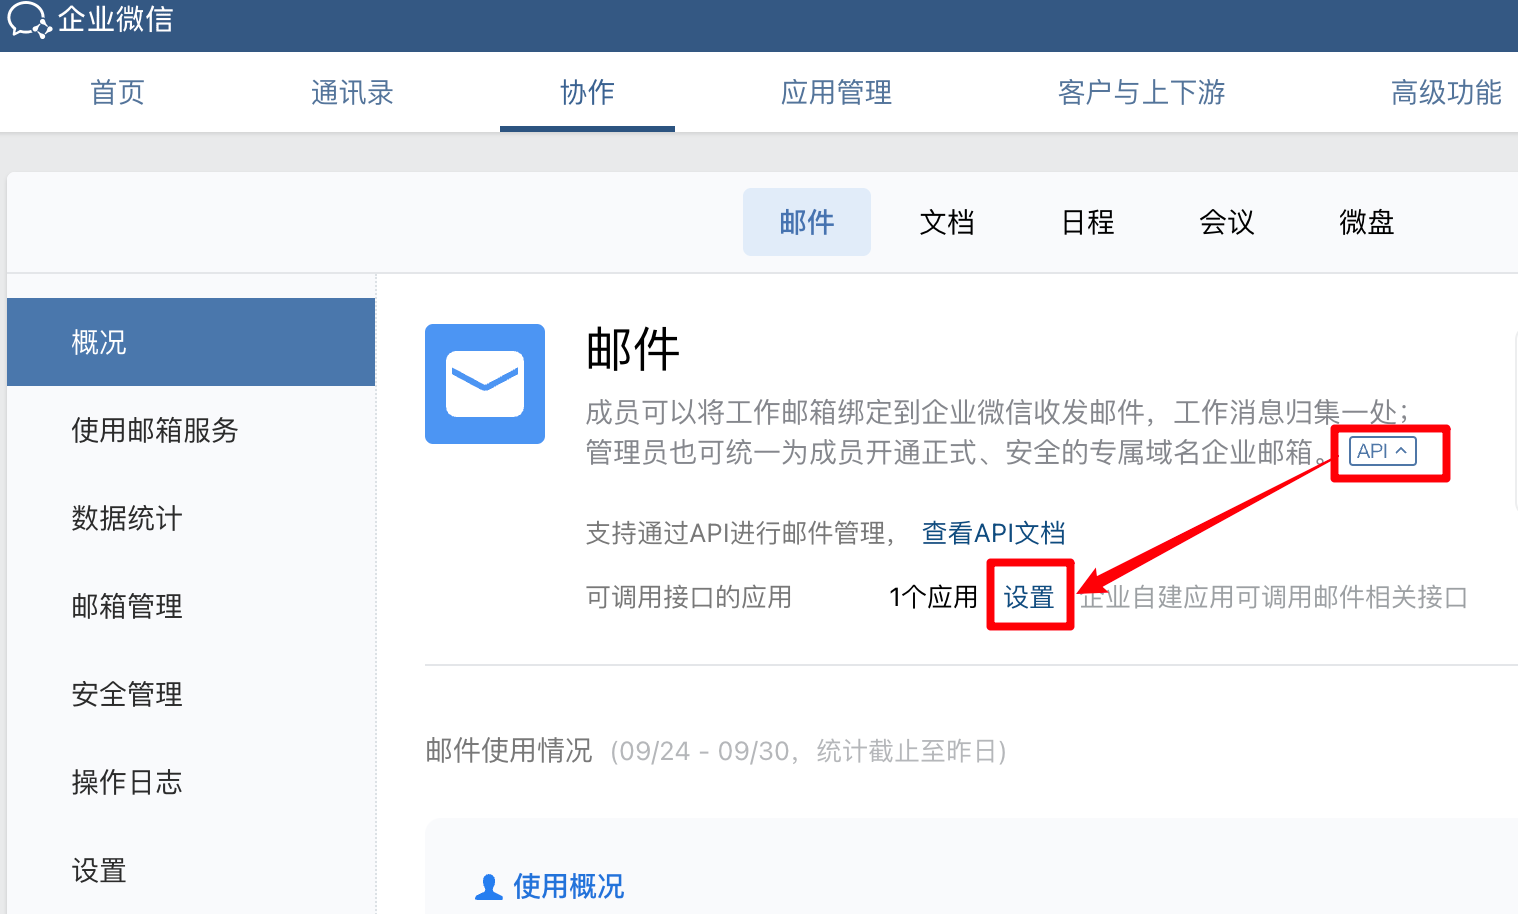 企业微信
首页 通讯录 协作 应用管理 客户与上下游 高级功能
邮件 文档 日程 会议 微盘
概况
使用邮箱服务
数据统计
邮箱管理
安全管理
操作日志
设置
邮件
成员可以将工作邮箱绑定到企业微信收发邮件，工作消息归集一处；
管理员也可统一为成员开通正式、安全的专属域名企业邮箱。 API
支持通过API进行邮件管理， 查看API文档
可调用接口的应用 1个应用 设置 企业自建应用可调用邮件相关接口
邮件使用情况 (09/24 - 09/30，统计截止至昨日)
使用概况